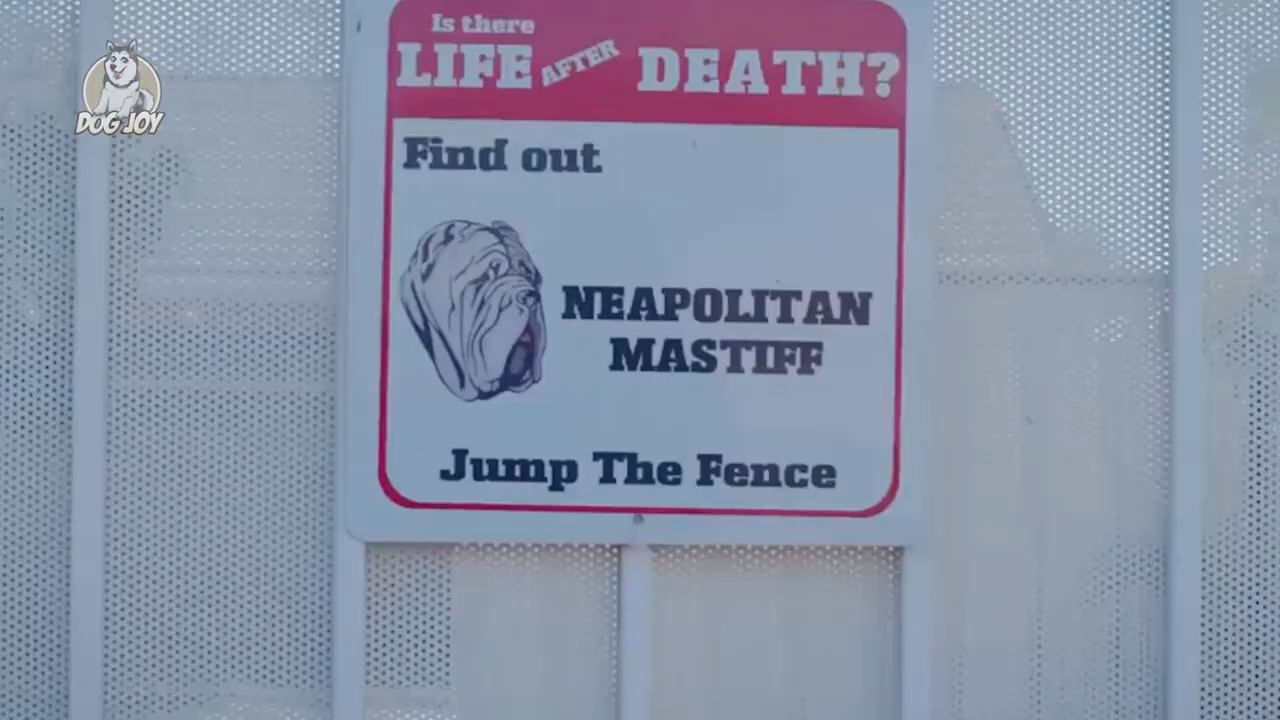 DOG JOY
Is there
LIFE AFTER DEATH?
Find out
NEAPOLITAN
MASTIFF
Jump The Fence